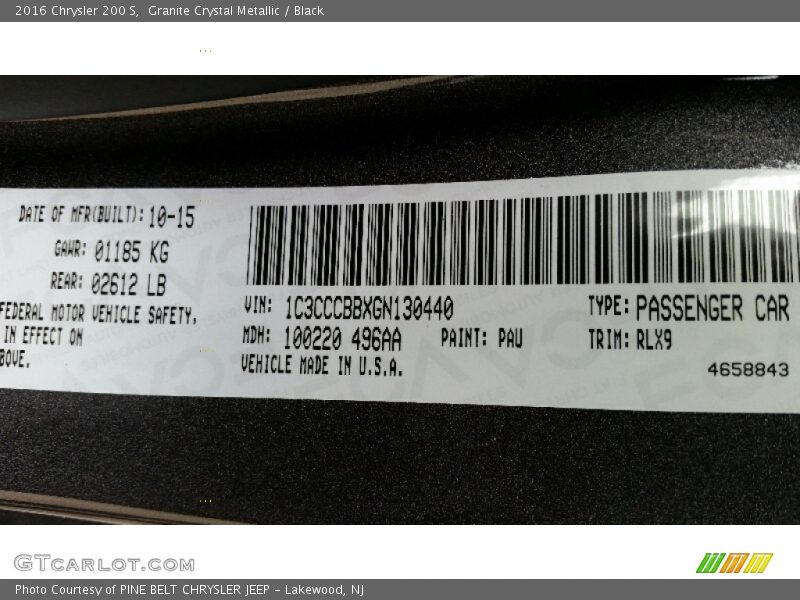 2016 Chrysler 200 S,  Granite Crystal Metallic / Black
DATE OF MFR(BUILT): 10-15
GAWR: 01185 KG
REAR: 02612 LB
FEDERAL MOTOR VEHICLE SAFETY,
IN EFFECT ON
BOVE.
VIN: 1C3CCCBBXGN130440
TYPE: PASSENGER CAR
MDH: 100220 496AA
PAINT: PAU
TRIM: RLX9
VEHICLE MADE IN U.S.A.
4658843
GTcarlot.com
Photo Courtesy of PINE BELT CHRYSLER JEEP - Lakewood, NJ